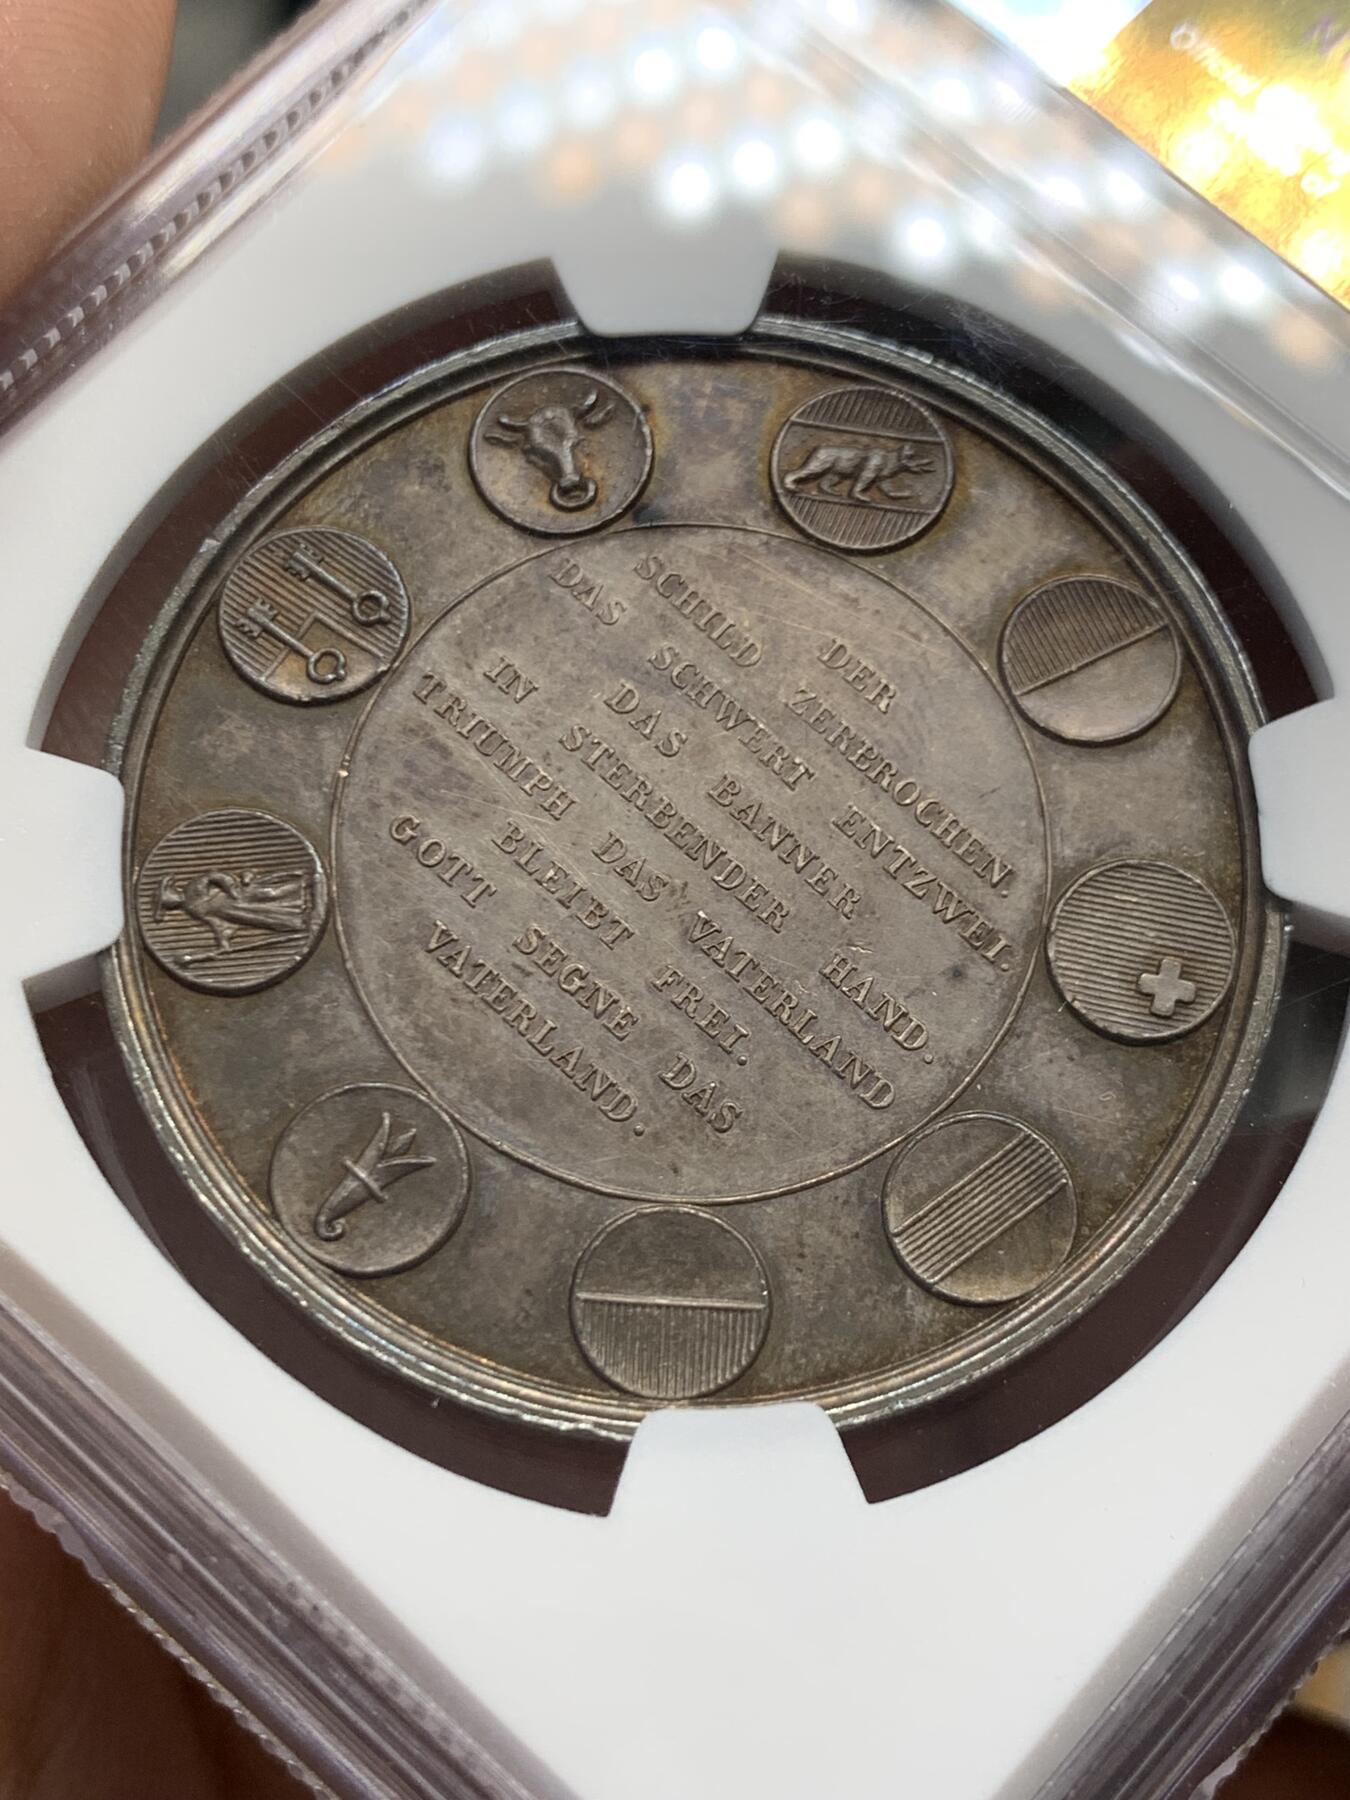 DER
SCHILD ZERBROCHEN.
DAS SCHWERT ENTZWEI.
DAS BANNER
IN STERBENDER HAND.
TRIUMPH DAS VATERLAND
BLEIBT FREI.
GOTT SEGNE DAS
VATERLAND.